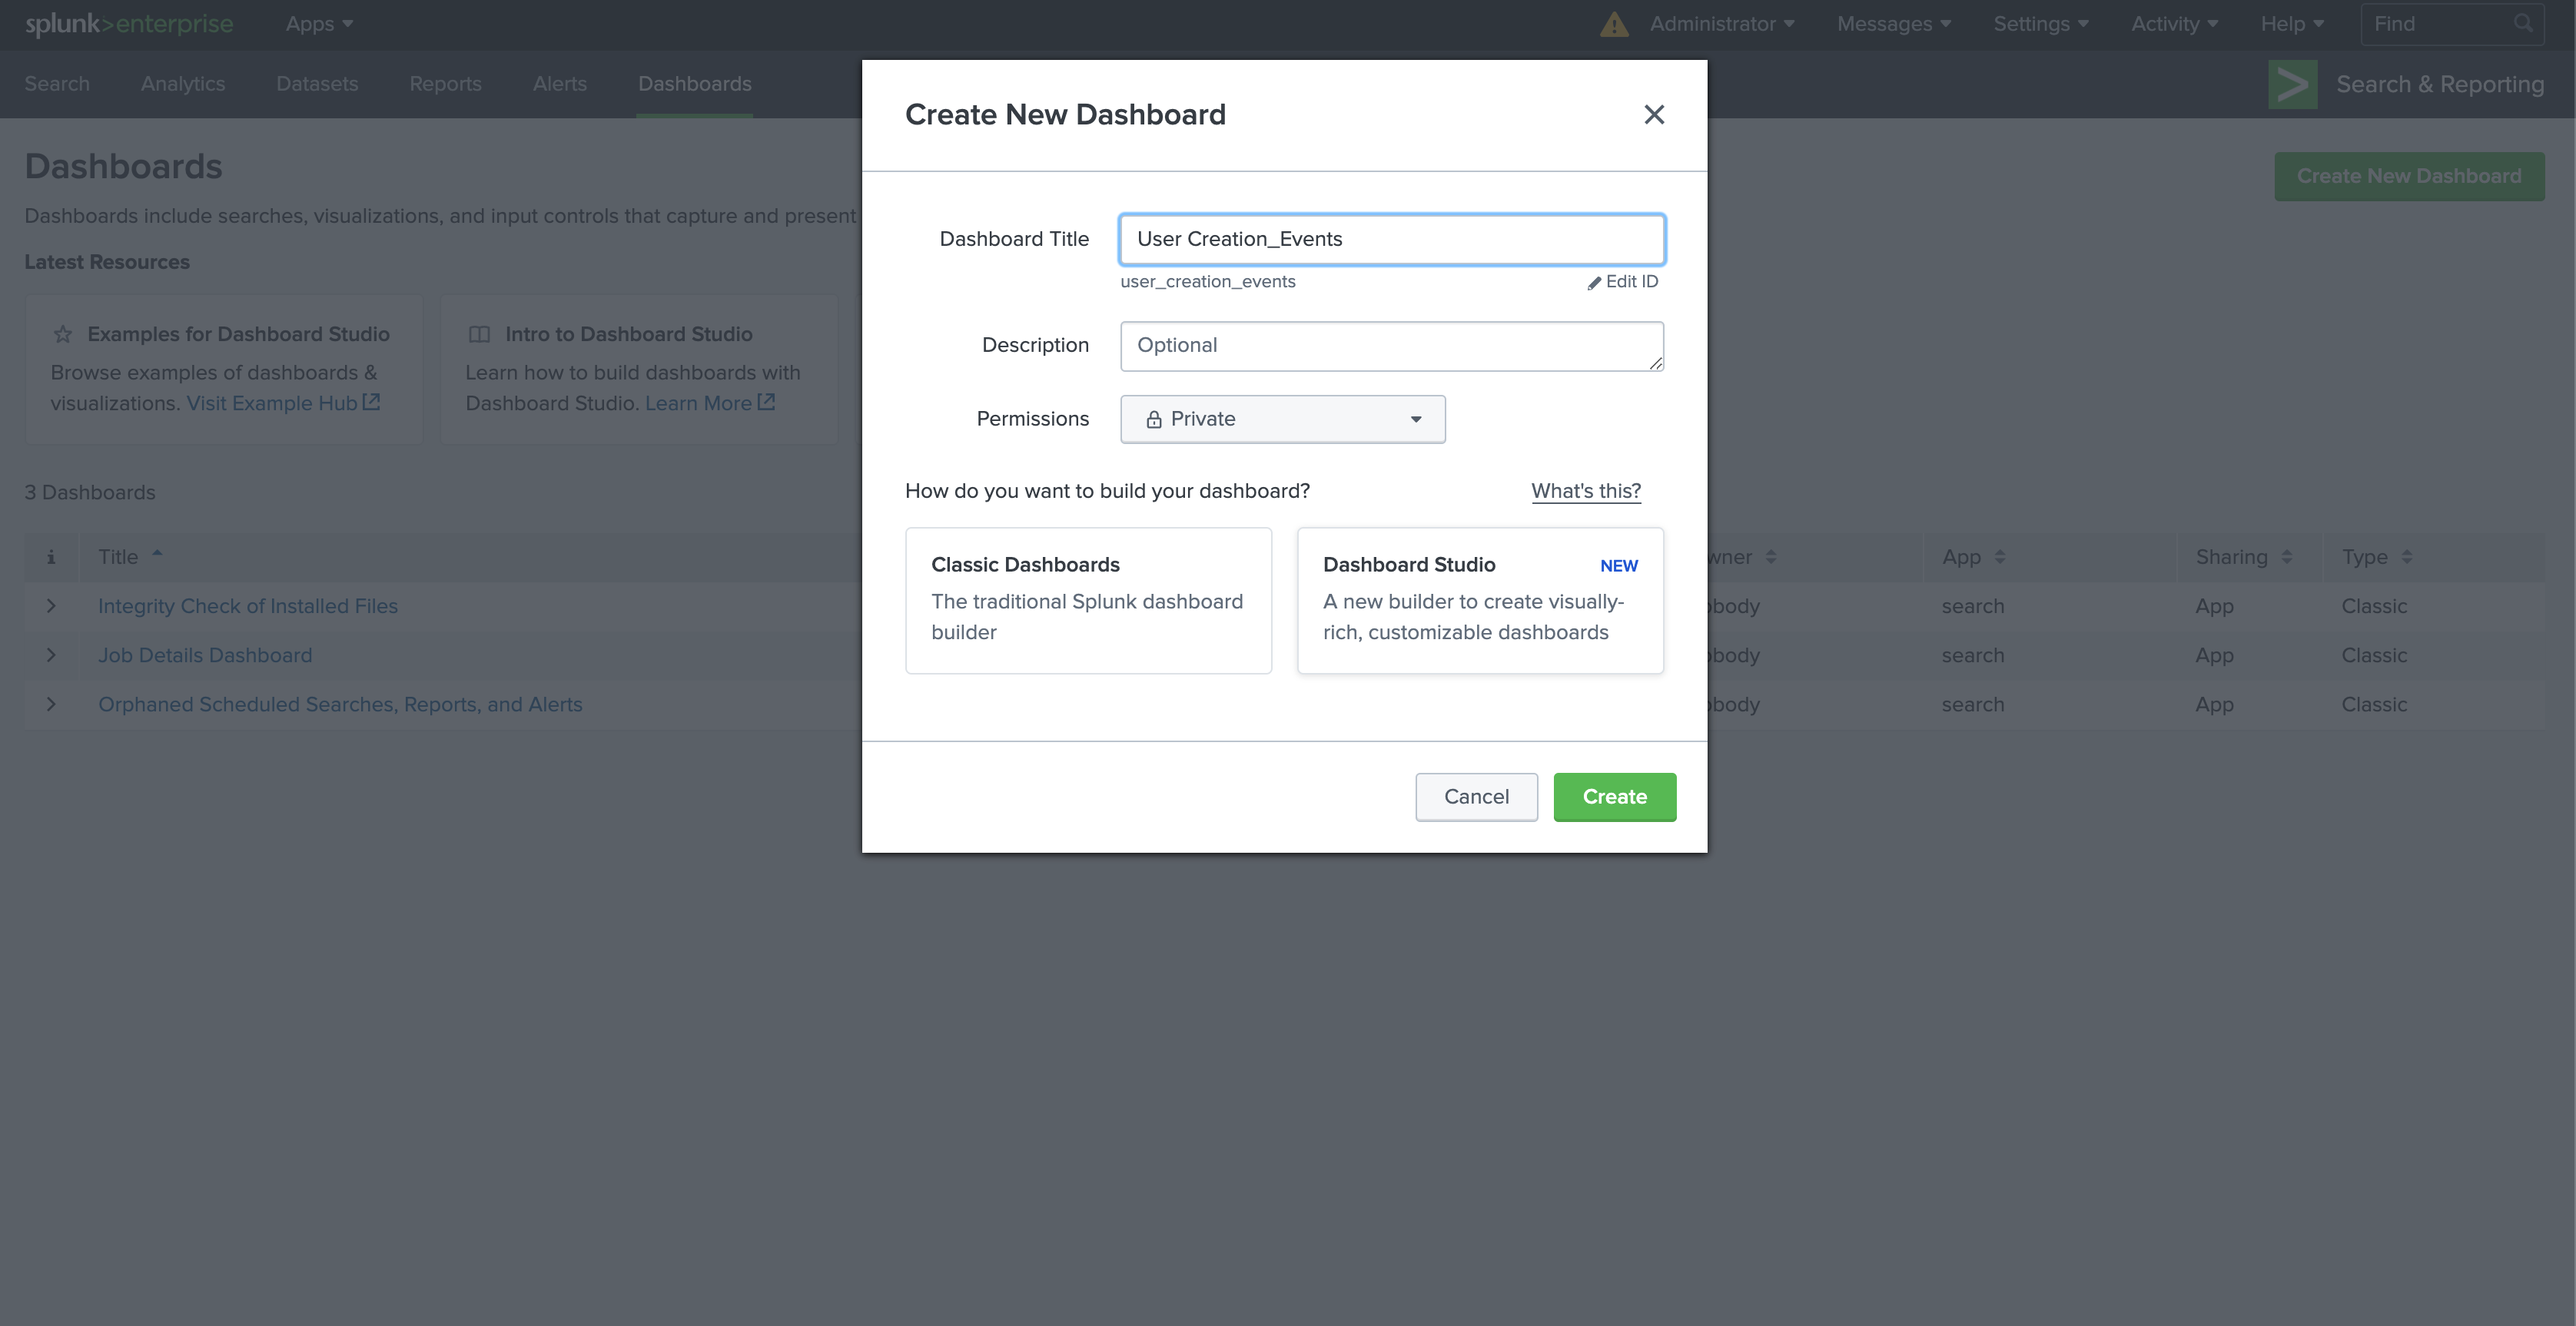 splunk>enterprise Apps Administrator Messages Settings Activity Help Find
Search Analytics Datasets Reports Alerts Dashboards Search & Reporting
Dashboards
Create New Dashboard
Dashboards include searches, visualizations, and input controls that capture and present
Latest Resources
Examples for Dashboard Studio
Browse examples of dashboards &
visualizations. Visit Example Hub
Intro to Dashboard Studio
Learn how to build dashboards with
Dashboard Studio. Learn More
3 Dashboards
i Title wner App Sharing Type
Integrity Check of Installed Files body search App Classic
Job Details Dashboard body search App Classic
Orphaned Scheduled Searches, Reports, and Alerts body search App Classic
Create New Dashboard
Dashboard Title User Creation_Events
user_creation_events Edit ID
Description Optional
Permissions Private
How do you want to build your dashboard? What's this?
Classic Dashboards
The traditional Splunk dashboard
builder
Dashboard Studio NEW
A new builder to create visually-
rich, customizable dashboards
Cancel Create